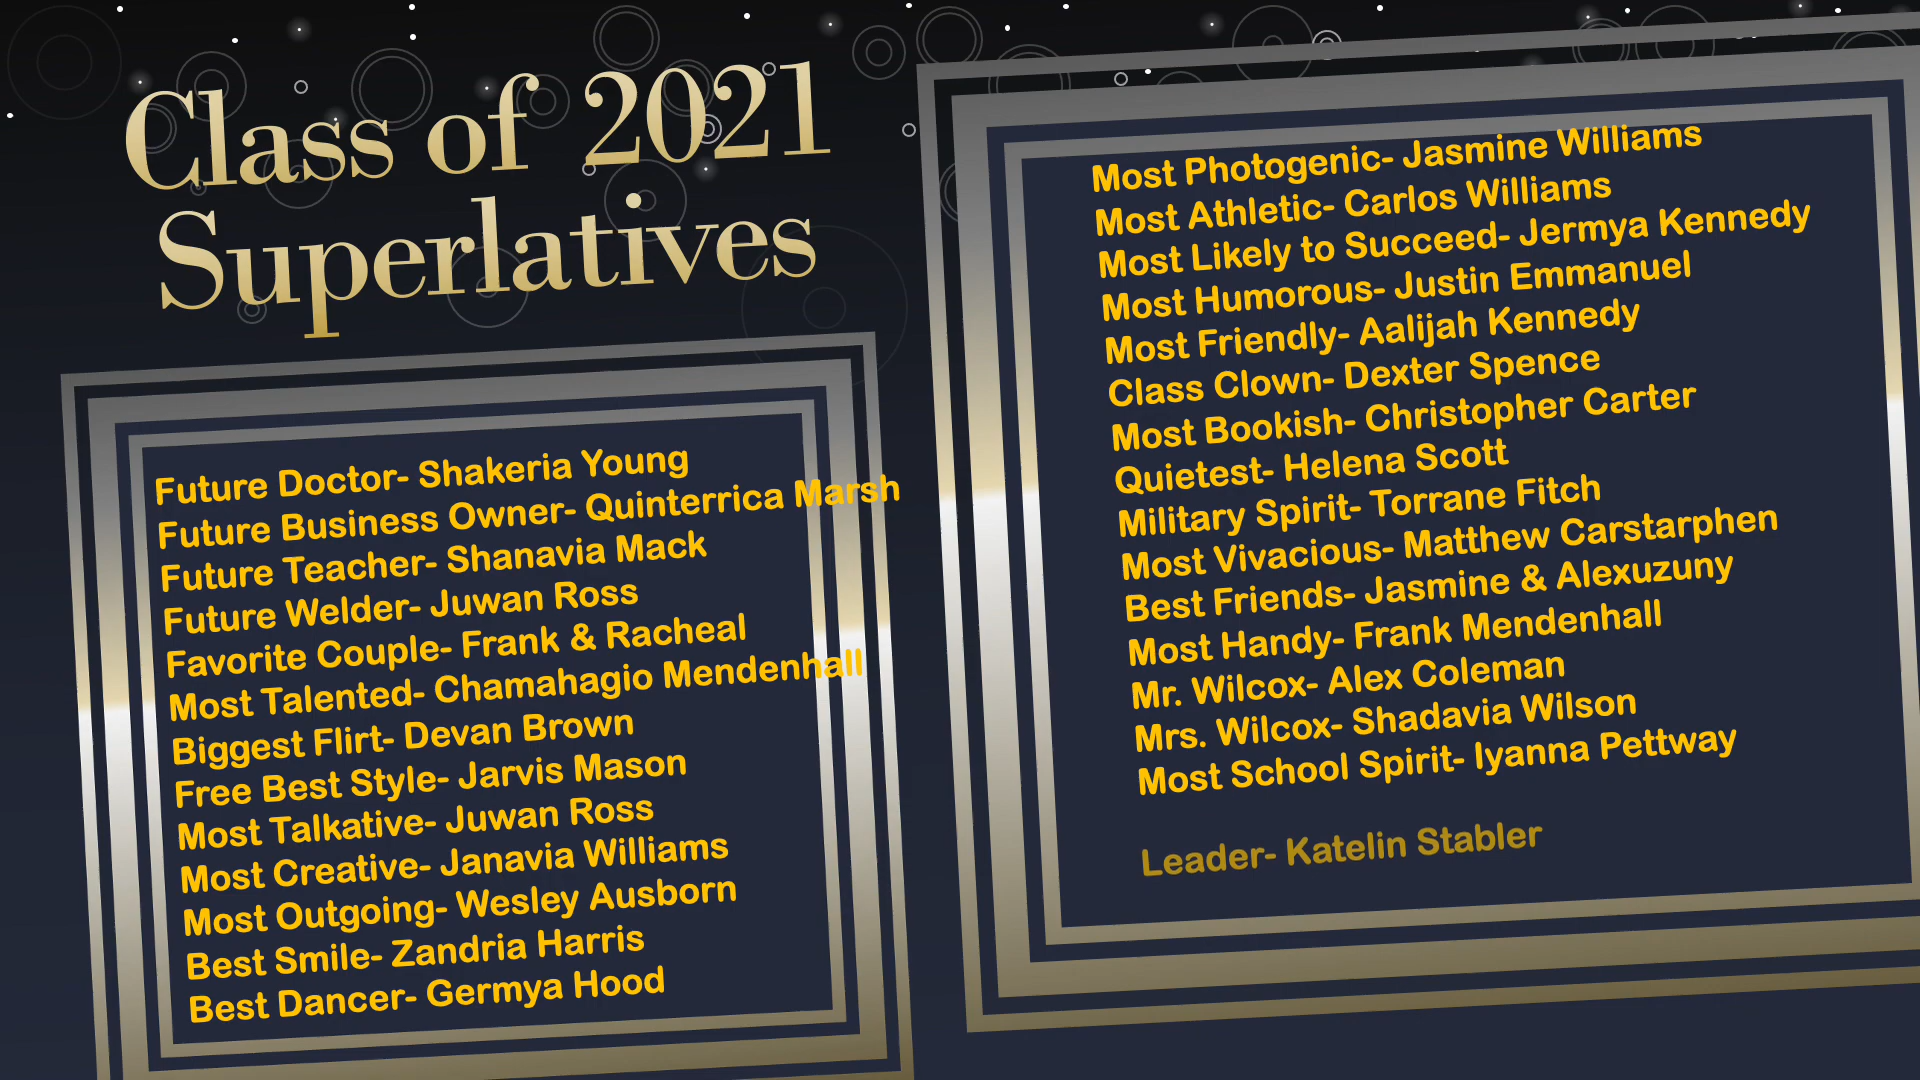 Class of 2021
Superlatives
Future Doctor- Shakeria Young
Future Business Owner- Quinterrica Marsh
Future Teacher- Shanavia Mack
Future Welder- Juwan Ross
Favorite Couple- Frank & Racheal
Most Talented- Chamahagio Mendenhall
Biggest Flirt- Devan Brown
Free Best Style- Jarvis Mason
Most Talkative- Juwan Ross
Most Creative- Janavia Williams
Most Outgoing- Wesley Ausborn
Best Smile- Zandria Harris
Best Dancer- Germya Hood
Most Photogenic- Jasmine Williams
Most Athletic- Carlos Williams
Most Likely to Succeed- Jermya Kennedy
Most Humorous- Justin Emmanuel
Most Friendly- Aalijah Kennedy
Class Clown- Dexter Spence
Most Bookish- Christopher Carter
Quietest- Helena Scott
Military Spirit- Torrane Fitch
Most Vivacious- Matthew Carstarphen
Best Friends- Jasmine & Alexuzuny
Most Handy- Frank Mendenhall
Mr. Wilcox- Alex Coleman
Mrs. Wilcox- Shadavia Wilson
Most School Spirit- Iyanna Pettway
Leader- Katelin Stabler